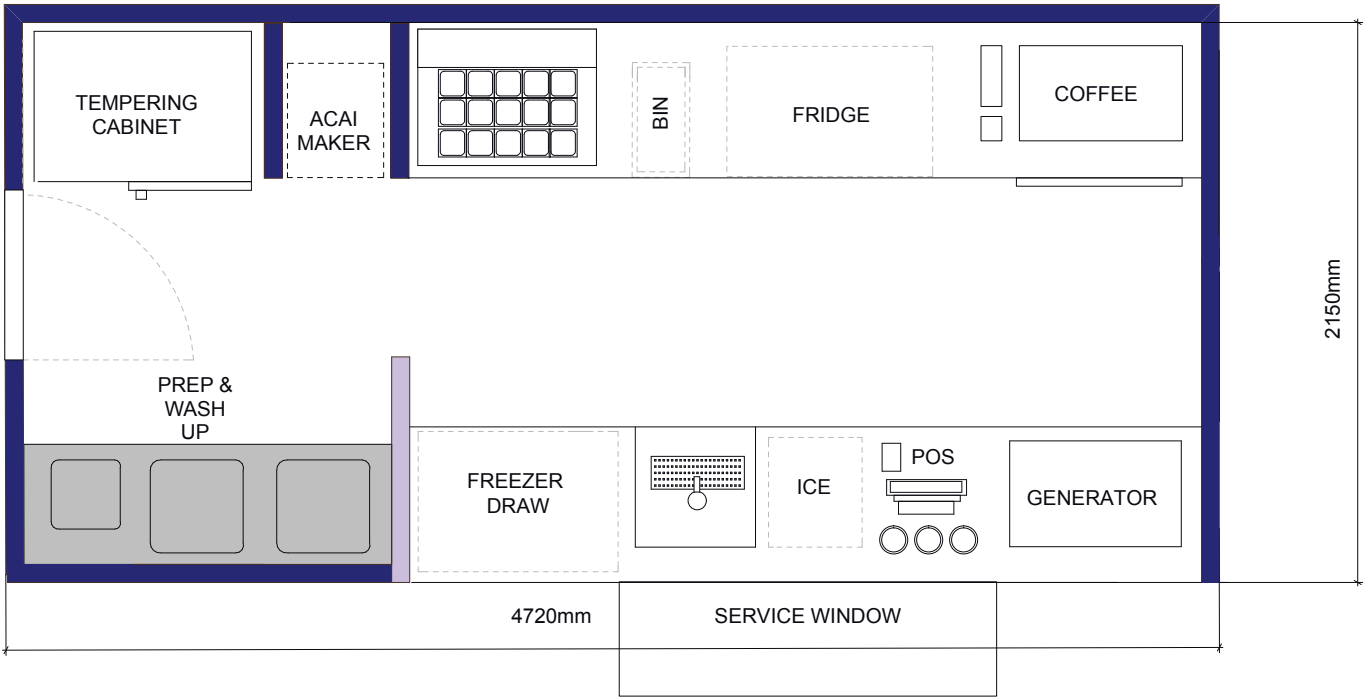 TEMPERING
CABINET
ACAI
MAKER
BIN
FRIDGE
COFFEE
2150mm
PREP &
WASH
UP
FREEZER
DRAW
ICE
POS
GENERATOR
4720mm
SERVICE WINDOW